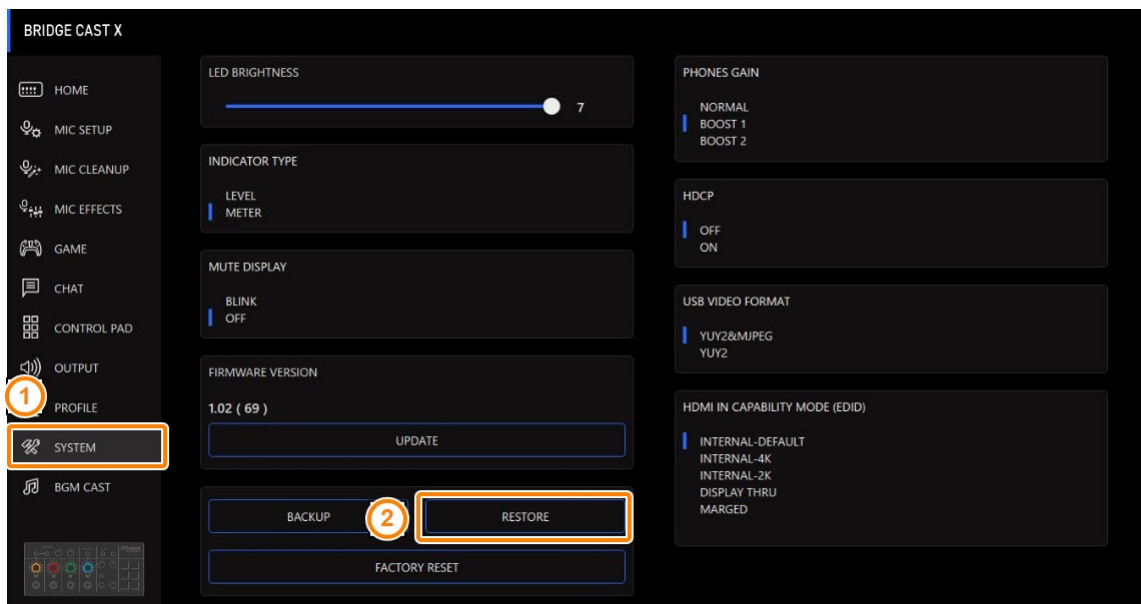 BRIDGE CAST X
HOME
MIC SETUP
MIC CLEANUP
MIC EFFECTS
GAME
CHAT
CONTROL PAD
OUTPUT
1
PROFILE
SYSTEM
BGM CAST
LED BRIGHTNESS
7
INDICATOR TYPE
LEVEL
METER
MUTE DISPLAY
BLINK
OFF
FIRMWARE VERSION
1.02 ( 69 )
UPDATE
BACKUP
2
RESTORE
FACTORY RESET
PHONES GAIN
NORMAL
BOOST 1
BOOST 2
HDCP
OFF
ON
USB VIDEO FORMAT
YUY2&MJPEG
YUY2
HDMI IN CAPABILITY MODE (EDID)
INTERNAL-DEFAULT
INTERNAL-4K
INTERNAL-2K
DISPLAY THRU
MARGED